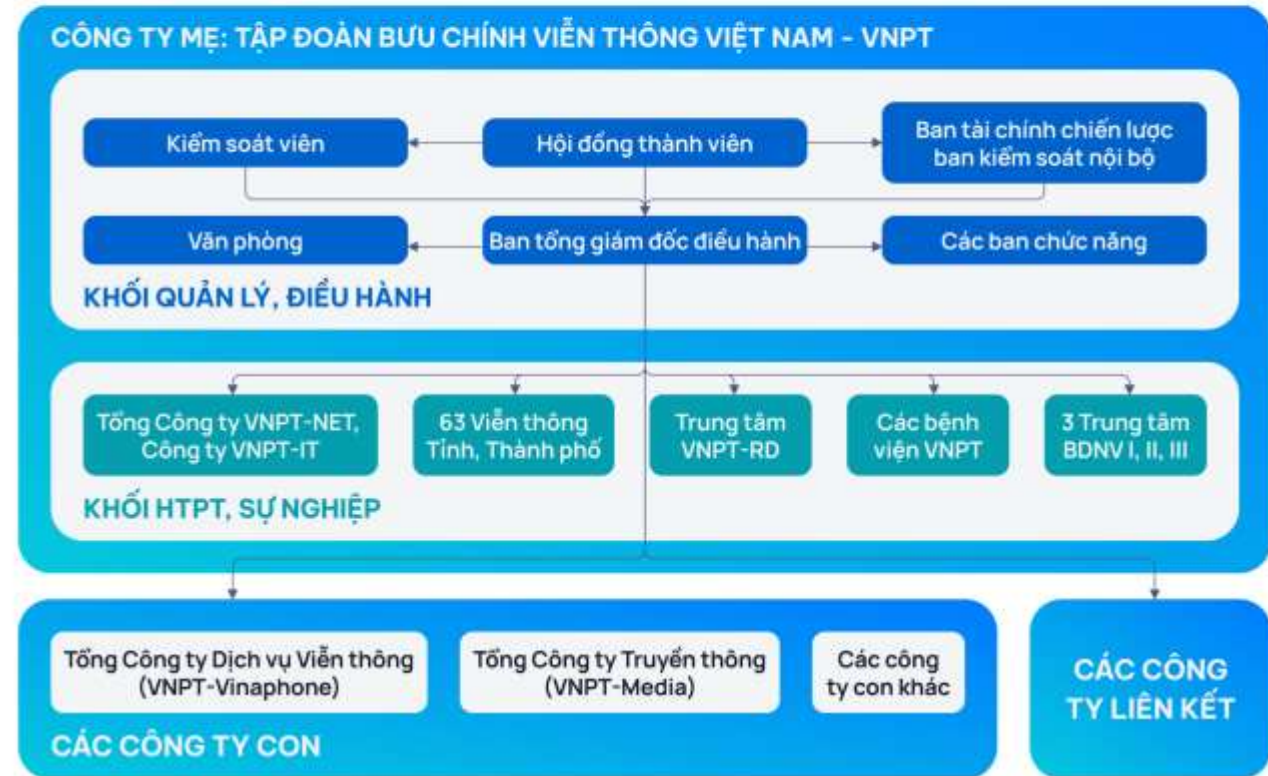 CÔNG TY MẸ: TẬP ĐOÀN BƯU CHÍNH VIỄN THÔNG VIỆT NAM - VNPT
Kiểm soát viên
Hội đồng thành viên
Ban tài chính chiến lược
ban kiểm soát nội bộ
Văn phòng
Ban tổng giám đốc điều hành
Các ban chức năng
KHỐI QUẢN LÝ, ĐIỀU HÀNH
Tổng Công ty VNPT-NET,
Công ty VNPT-IT
63 Viễn thông
Tỉnh, Thành phố
Trung tâm
VNPT-RD
Các bệnh
viện VNPT
3 Trung tâm
BDNV I, II, III
KHỐI HTPT, SỰ NGHIỆP
Tổng Công ty Dịch vụ Viễn thông
(VNPT-Vinaphone)
Tổng Công ty Truyền thông
(VNPT-Media)
Các công
ty con khác
CÁC CÔNG TY CON
CÁC CÔNG
TY LIÊN KẾT